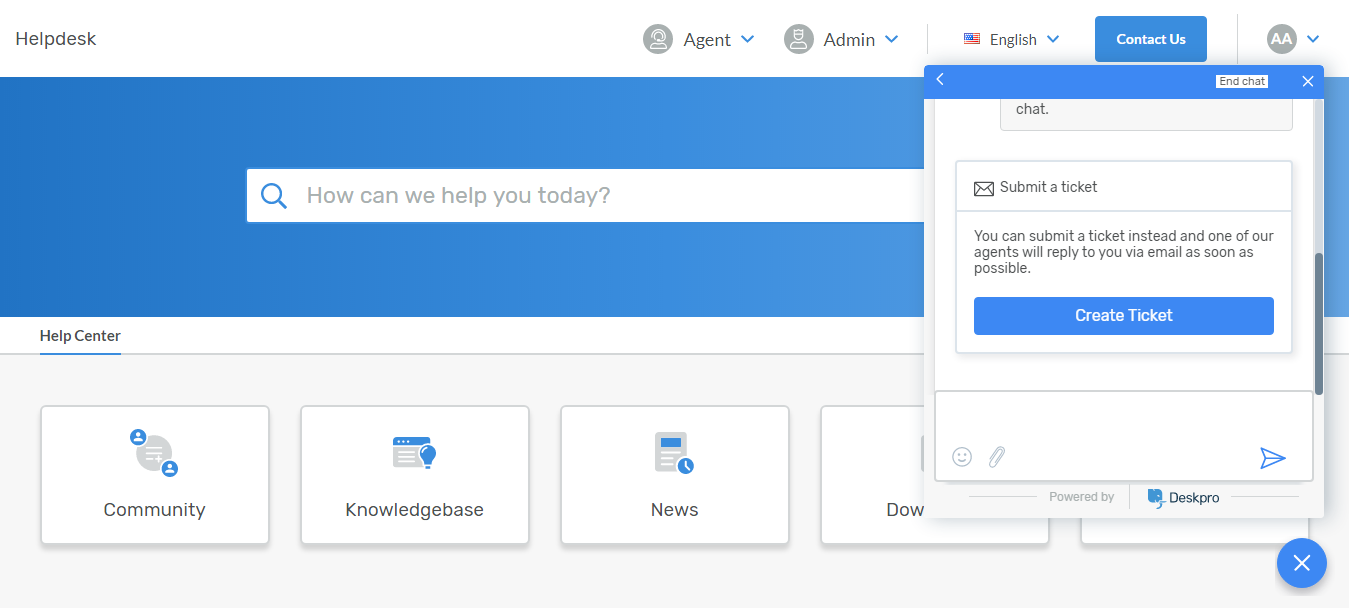 Helpdesk
Agent
Admin
English
Contact Us
AA
End chat
chat.
How can we help you today?
Submit a ticket
You can submit a ticket instead and one of our
agents will reply to you via email as soon as
possible.
Create Ticket
Help Center
Community
Knowledgebase
News
Dow
Powered by
Deskpro